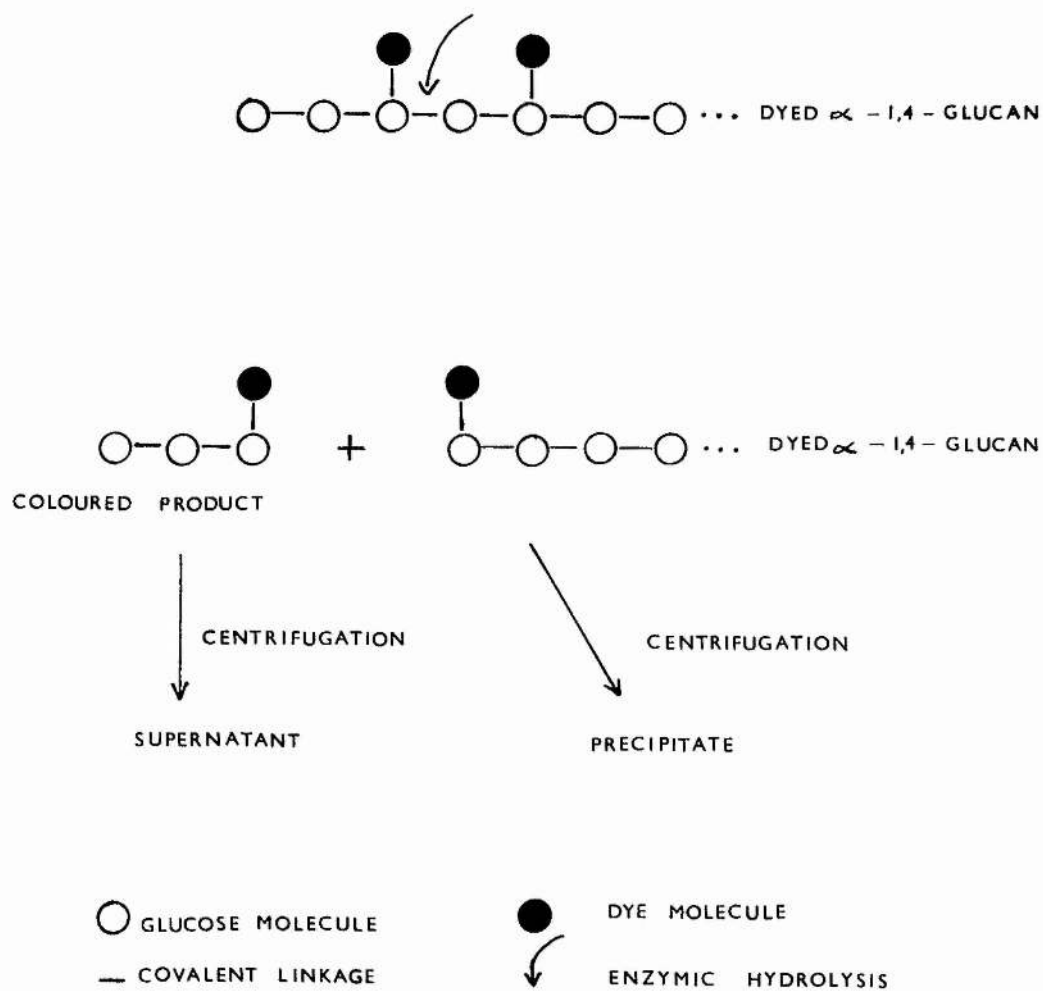 ... DYED ∝ -1,4- GLUCAN
+
... DYED ∝ -1,4- GLUCAN
COLOURED PRODUCT
CENTRIFUGATION
CENTRIFUGATION
SUPERNATANT
PRECIPITATE
GLUCOSE MOLECULE
DYE MOLECULE
COVALENT LINKAGE
ENZYMIC HYDROLYSIS